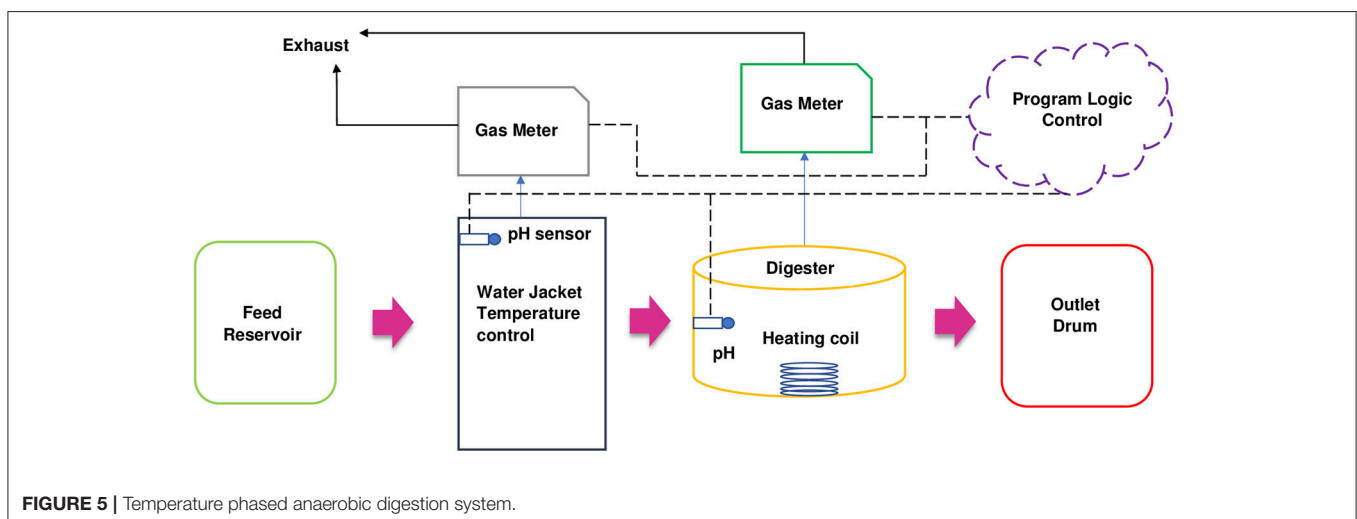 Exhaust
Gas Meter
Gas Meter
Program Logic
Control
pH sensor
Water Jacket
Temperature
control
Feed
Reservoir
Digester
pH
Heating coil
Outlet
Drum
FIGURE 5 | Temperature phased anaerobic digestion system.